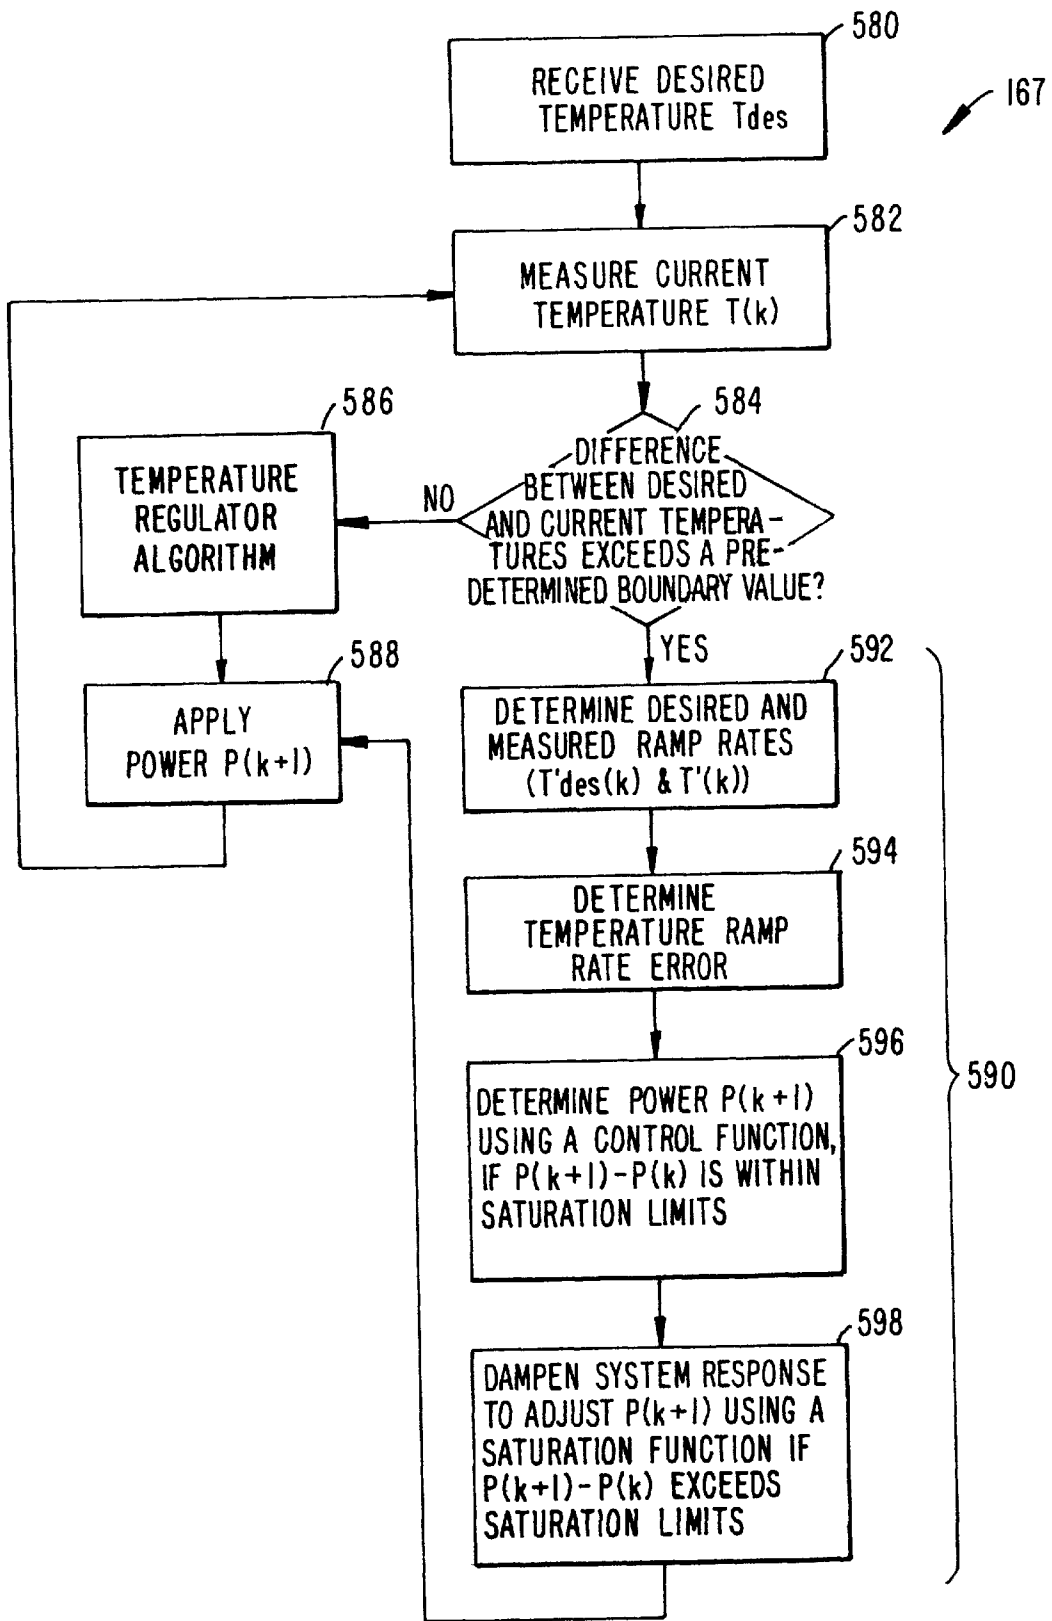 580
RECEIVE DESIRED
TEMPERATURE Tdes
167
582
MEASURE CURRENT
TEMPERATURE T(k)
584
DIFFERENCE
BETWEEN DESIRED
AND CURRENT TEMPERA-
TURES EXCEEDS A PRE-
DETERMINED BOUNDARY VALUE?
NO
586
TEMPERATURE
REGULATOR
ALGORITHM
588
APPLY
POWER P(k+1)
YES
592
DETERMINE DESIRED AND
MEASURED RAMP RATES
(T'des(k) & T'(k))
594
DETERMINE
TEMPERATURE RAMP
RATE ERROR
596
DETERMINE POWER P(k+1)
USING A CONTROL FUNCTION,
IF P(k+1)-P(k) IS WITHIN
SATURATION LIMITS
590
598
DAMPEN SYSTEM RESPONSE
TO ADJUST P(k+1) USING A
SATURATION FUNCTION IF
P(k+1)-P(k) EXCEEDS
SATURATION LIMITS